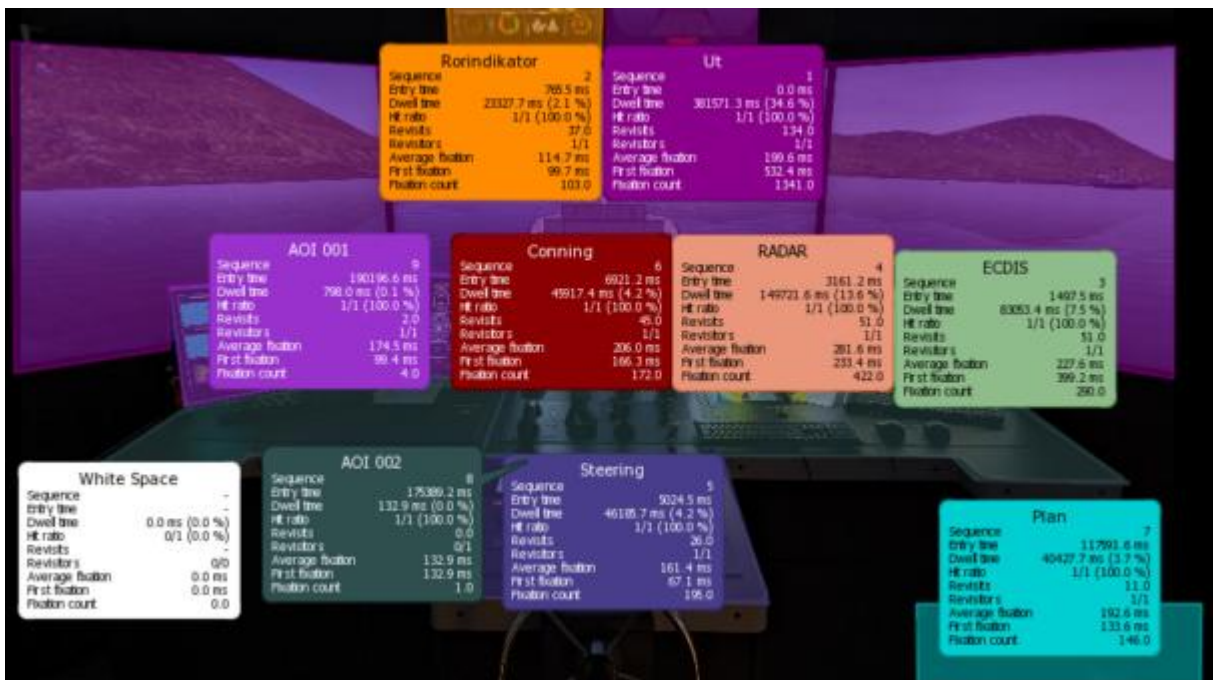 Rorindikator
Sequence 2
Entry time 765.5 ms
Dwell time 23327.7 ms (2.1 %)
Hit ratio 1/1 (100.0 %)
Revisits 37.0
Revisitors 1/1
Average fixation 114.7 ms
First fixation 99.7 ms
Fixation count 103.0
Ut
Sequence 1
Entry time 0.0 ms
Dwell time 381571.3 ms (34.6 %)
Hit ratio 1/1 (100.0 %)
Revisits 134.0
Revisitors 1/1
Average fixation 199.6 ms
First fixation 532.4 ms
Fixation count 1341.0
AOI 001
Sequence 9
Entry time 190196.6 ms
Dwell time 798.0 ms (0.1 %)
Hit ratio 1/1 (100.0 %)
Revisits 2.0
Revisitors 1/1
Average fixation 174.5 ms
First fixation 99.4 ms
Fixation count 4.0
Conning
Sequence 6
Entry time 6921.2 ms
Dwell time 45917.4 ms (4.2 %)
Hit ratio 1/1 (100.0 %)
Revisits 45.0
Revisitors 1/1
Average fixation 206.0 ms
First fixation 166.3 ms
Fixation count 172.0
RADAR
Sequence 4
Entry time 3161.2 ms
Dwell time 149721.6 ms (13.6 %)
Hit ratio 1/1 (100.0 %)
Revisits 51.0
Revisitors 1/1
Average fixation 281.6 ms
First fixation 233.4 ms
Fixation count 422.0
ECDIS
Sequence 3
Entry time 1497.5 ms
Dwell time 83053.4 ms (7.5 %)
Hit ratio 1/1 (100.0 %)
Revisits 51.0
Revisitors 1/1
Average fixation 227.6 ms
First fixation 399.2 ms
Fixation count 290.0
White Space
Sequence -
Entry time -
Dwell time 0.0 ms (0.0 %)
Hit ratio 0/1 (0.0 %)
Revisits -
Revisitors 0/0
Average fixation 0.0 ms
First fixation 0.0 ms
Fixation count 0.0
AOI 002
Sequence 8
Entry time 175389.2 ms
Dwell time 132.9 ms (0.0 %)
Hit ratio 1/1 (100.0 %)
Revisits 0.0
Revisitors 0/1
Average fixation 132.9 ms
First fixation 132.9 ms
Fixation count 1.0
Steering
Sequence 5
Entry time 5024.5 ms
Dwell time 46185.7 ms (4.2 %)
Hit ratio 1/1 (100.0 %)
Revisits 26.0
Revisitors 1/1
Average fixation 161.4 ms
First fixation 67.1 ms
Fixation count 195.0
Plan
Sequence 7
Entry time 117591.6 ms
Dwell time 40427.7 ms (3.7 %)
Hit ratio 1/1 (100.0 %)
Revisits 11.0
Revisitors 1/1
Average fixation 192.6 ms
First fixation 133.6 ms
Fixation count 146.0